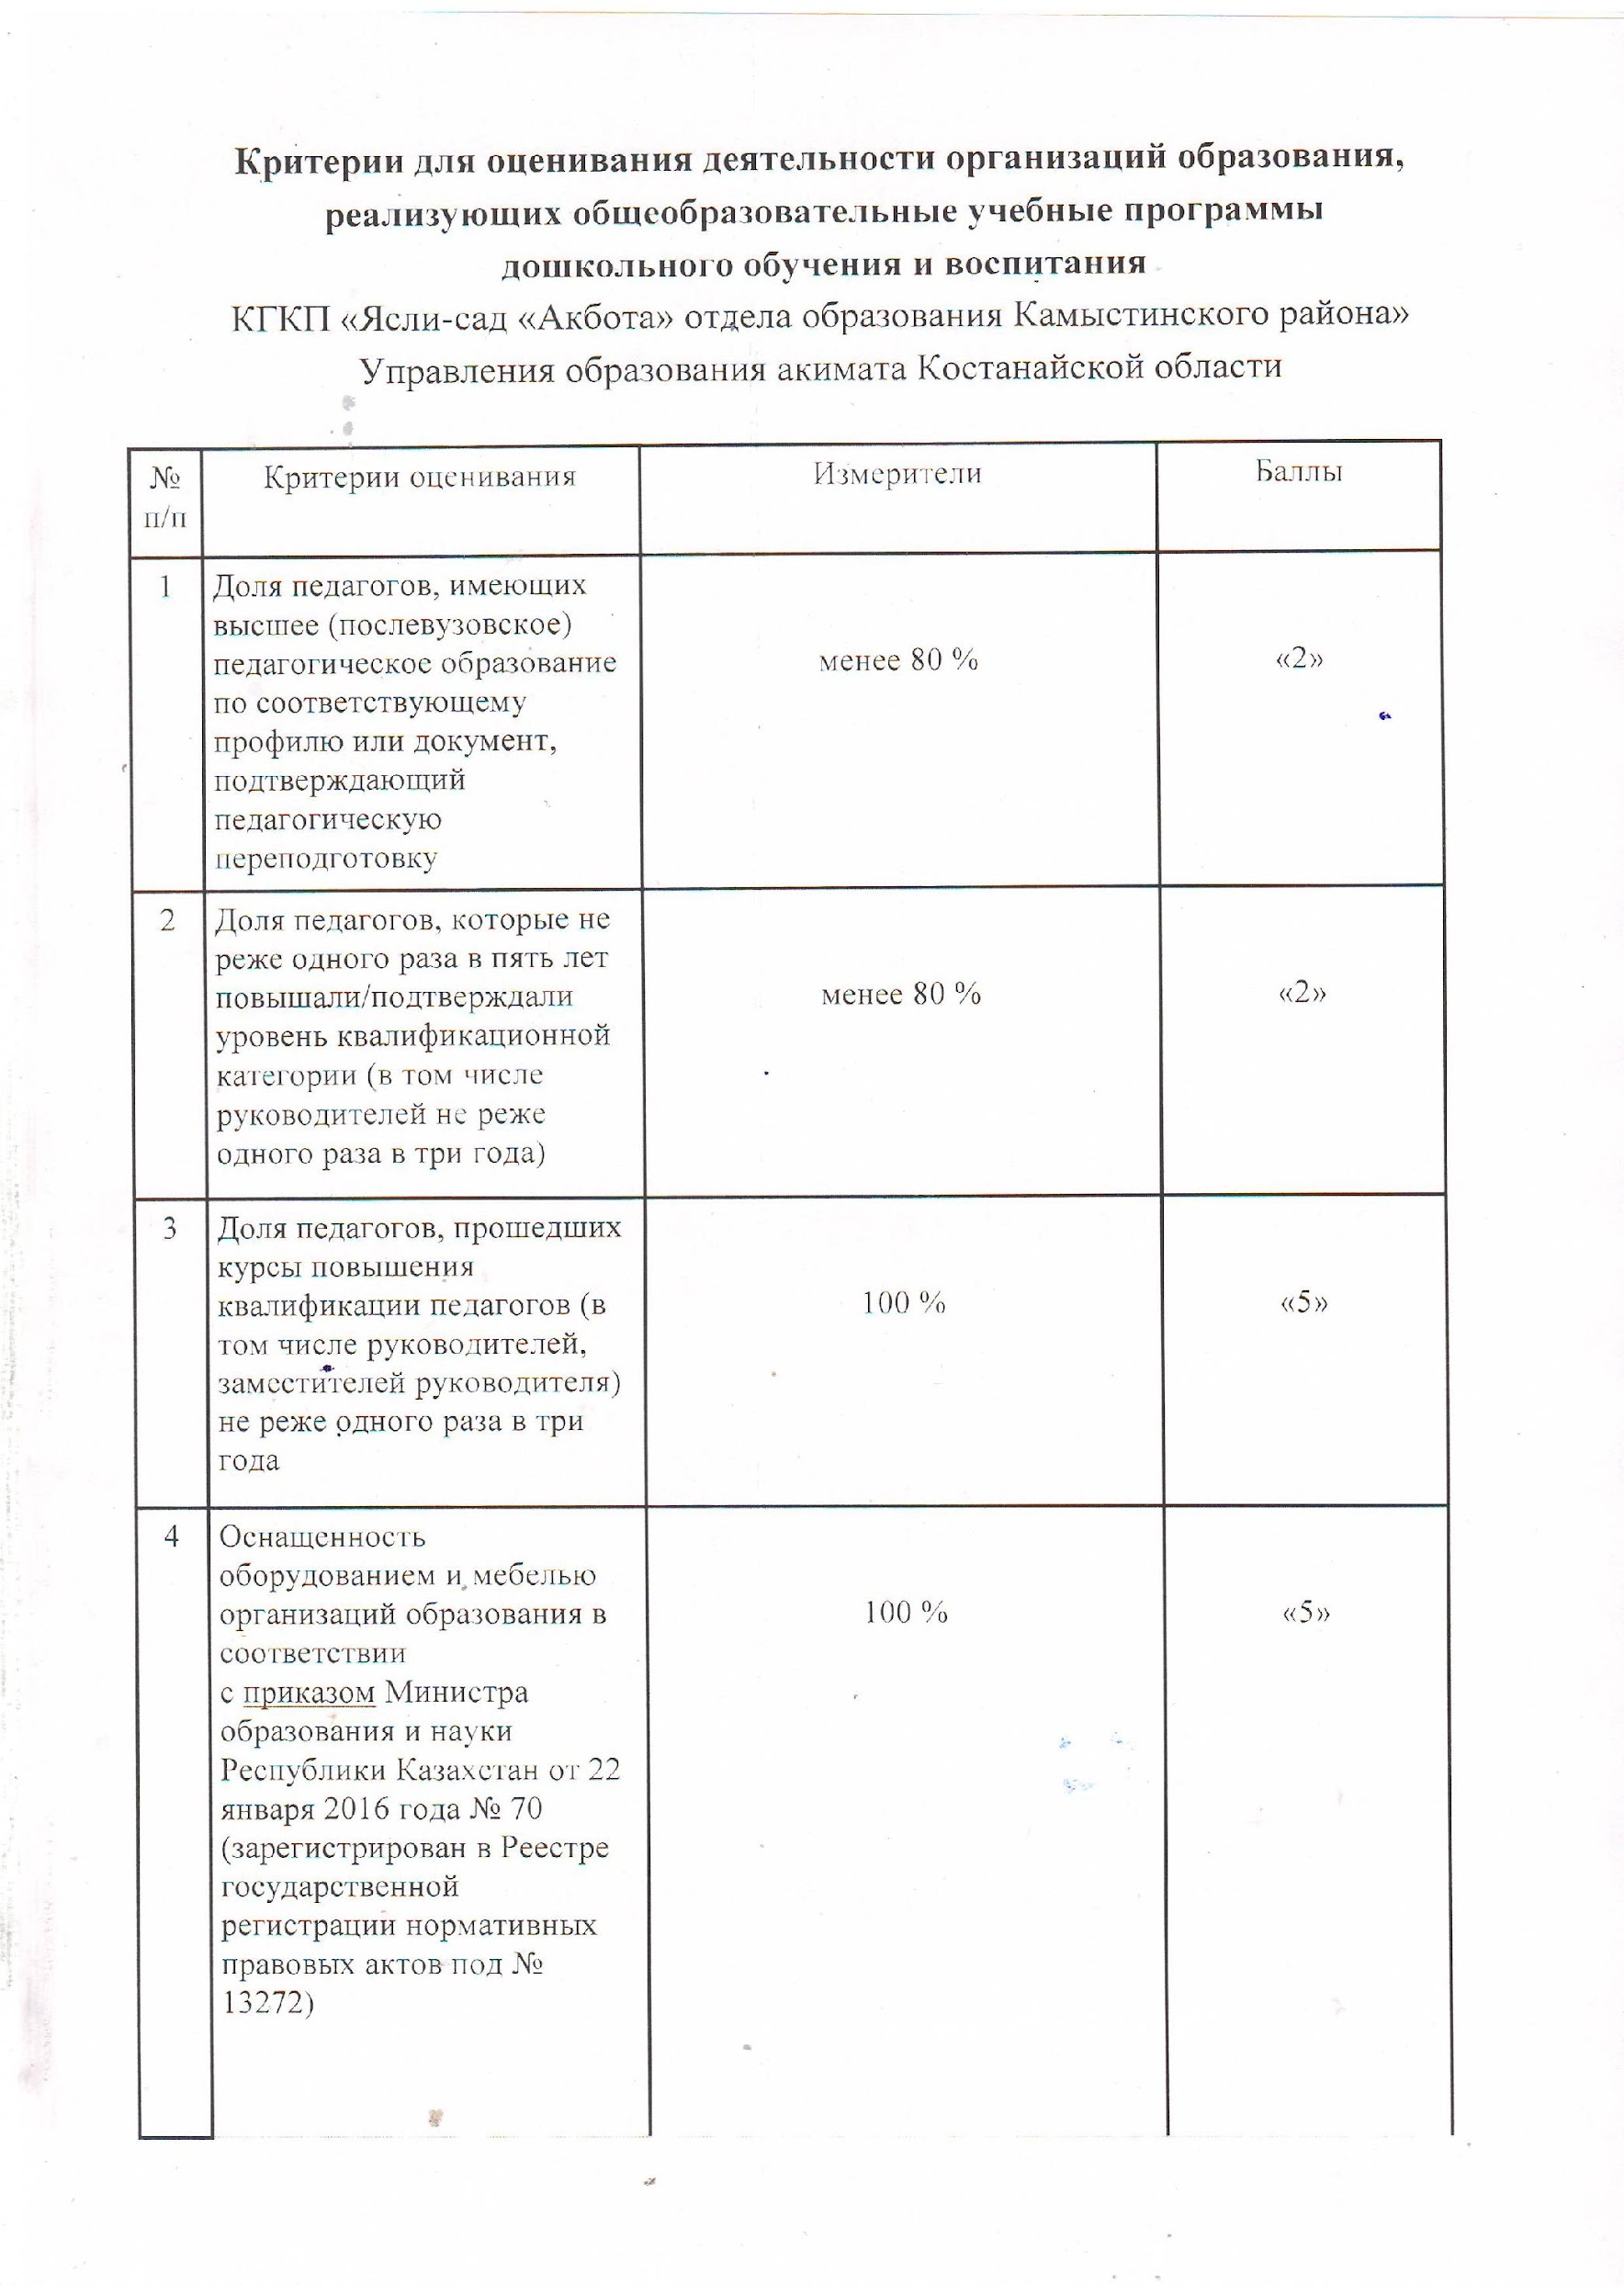 Критерии для оценивания деятельности организаций образования,
реализующих общеобразовательные учебные программы
дошкольного обучения и воспитания
КГКП «Ясли-сад «Акбота» отдела образования Камыстинского района»
Управления образования акимата Костанайской области
№
п/п
Критерии оценивания
Измерители
Баллы
1
Доля педагогов, имеющих
высшее (послевузовское)
педагогическое образование
по соответствующему
профилю или документ,
подтверждающий
педагогическую
переподготовку
менее 80 %
«2»
2
Доля педагогов, которые не
реже одного раза в пять лет
повышали/подтверждали
уровень квалификационной
категории (в том числе
руководителей не реже
одного раза в три года)
менее 80 %
«2»
3
Доля педагогов, прошедших
курсы повышения
квалификации педагогов (в
том числе руководителей,
заместителей руководителя)
не реже одного раза в три
года
100 %
«5»
4
Оснащенность
оборудованием и мебелью
организаций образования в
соответствии
с приказом Министра
образования и науки
Республики Казахстан от 22
января 2016 года № 70
(зарегистрирован в Реестре
государственной
регистрации нормативных
правовых актов под №
13272)
100 %
«5»